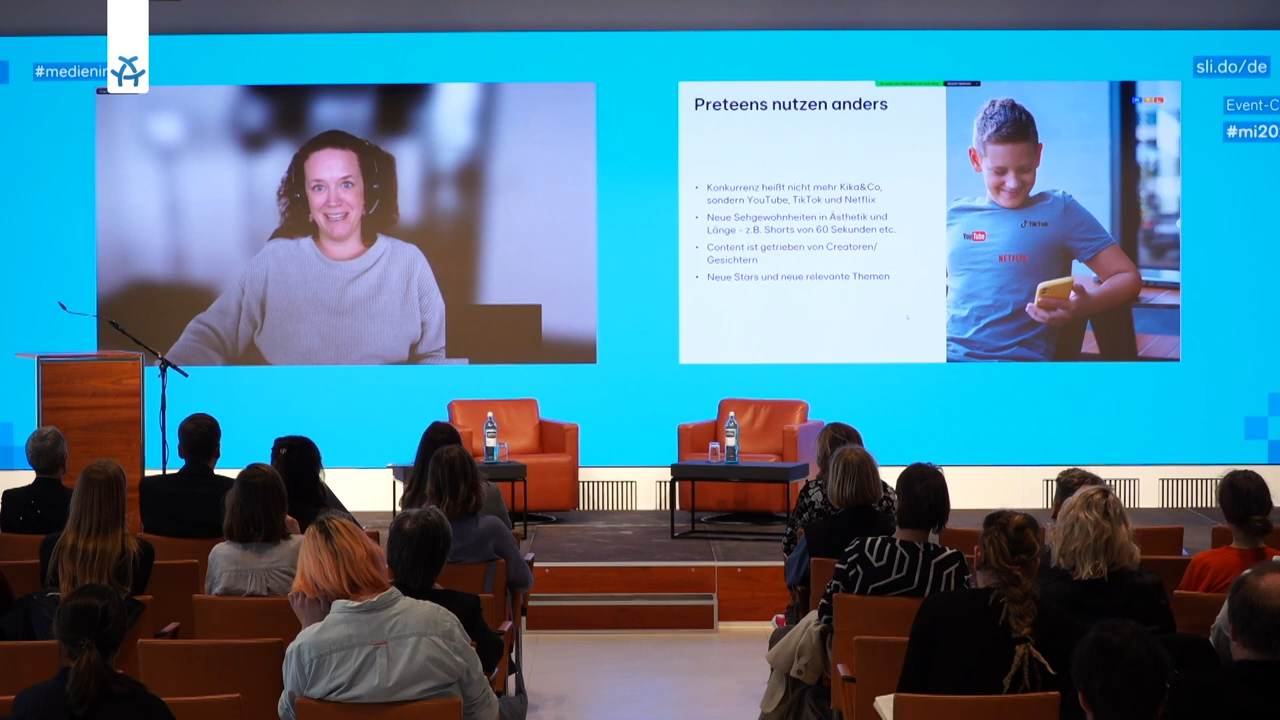 #medienin
sli.do/de
Event-C
#mi20
Preteens nutzen anders
• Konkurrenz heißt nicht mehr Kika&Co,
sondern YouTube, TikTok und Netflix
• Neue Sehgewohnheiten in Ästhetik und
Länge - z.B. Shorts von 60 Sekunden etc.
• Content ist getrieben von Creatoren/
Gesichtern
• Neue Stars und neue relevante Themen
YouTube
TikTok
NETFLIX